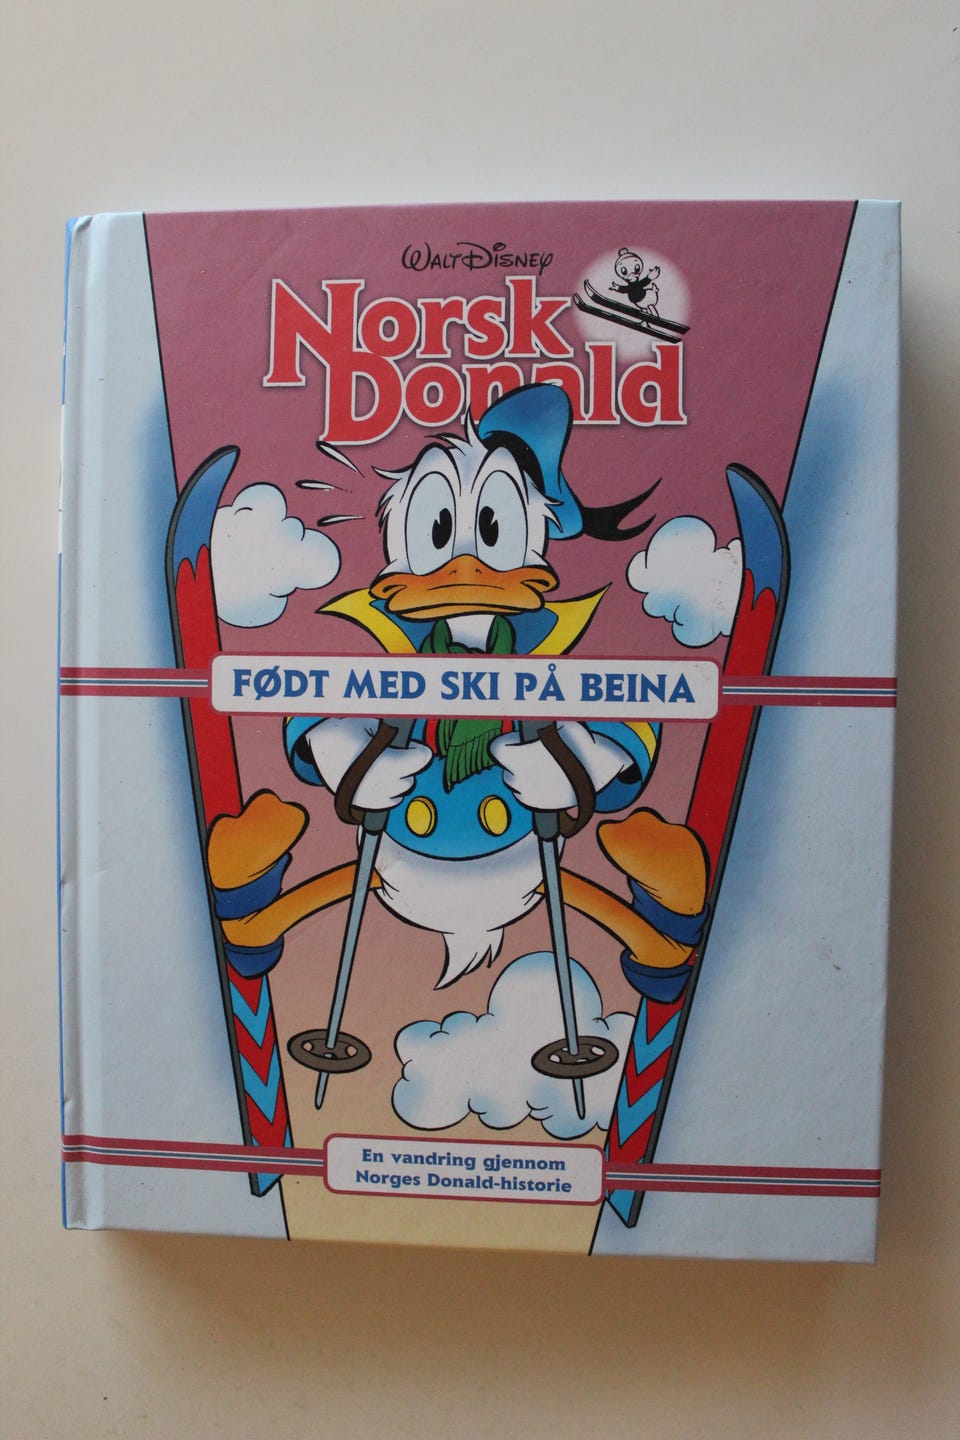 WALT DISNEY
NORSK
DONALD
FØDT MED SKI PÅ BEINA
En vandring gjennom
Norges Donald-historie